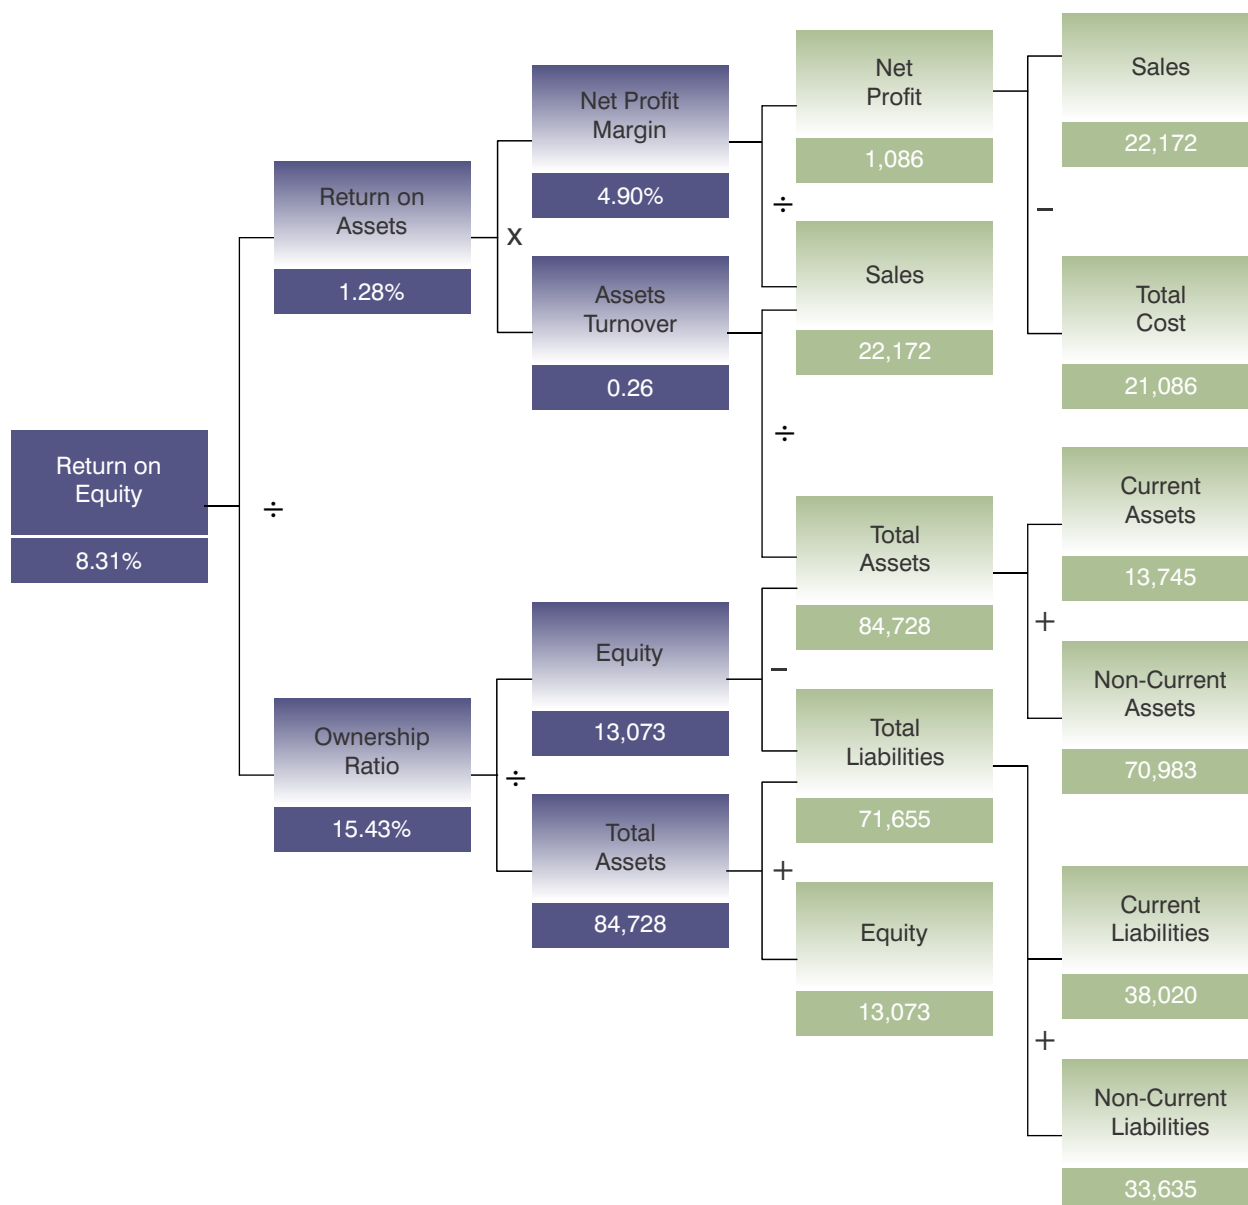 Return on
Equity
8.31%
÷
Return on
Assets
1.28%
Ownership
Ratio
15.43%
x
÷
Net Profit
Margin
4.90%
Assets
Turnover
0.26
Equity
13,073
Total
Assets
84,728
÷
÷
−
+
Net
Profit
1,086
Sales
22,172
Total
Assets
84,728
Total
Liabilities
71,655
Equity
13,073
−
+
+
Sales
22,172
Total
Cost
21,086
Current
Assets
13,745
Non-Current
Assets
70,983
Current
Liabilities
38,020
Non-Current
Liabilities
33,635